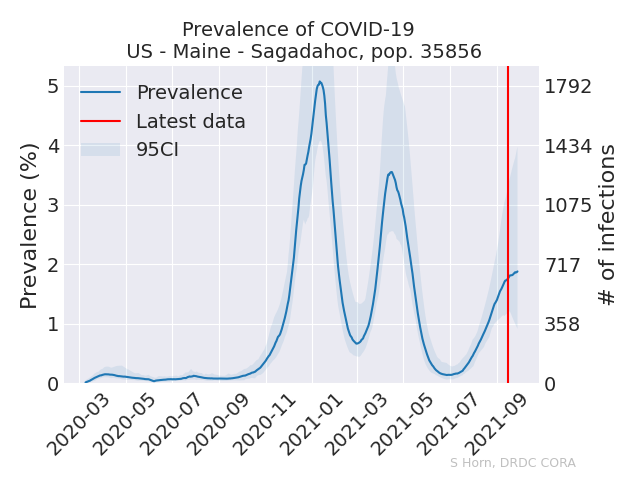 Prevalence of COVID-19
US - Maine - Sagadahoc, pop. 35856
Prevalence
Latest data
95CI
Prevalence (%)
5
4
3
2
1
0
# of infections
1792
1434
1075
717
358
0
2020-03
2020-05
2020-07
2020-09
2020-11
2021-01
2021-03
2021-05
2021-07
2021-09
S Horn, DRDC CORA